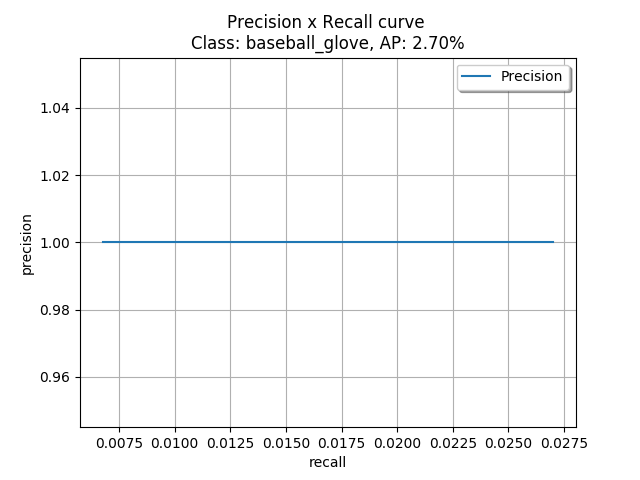 Precision x Recall curve
Class: baseball_glove, AP: 2.70%
Precision
1.04
1.02
1.00
0.98
0.96
precision
0.0075 0.0100 0.0125 0.0150 0.0175 0.0200 0.0225 0.0250 0.0275
recall